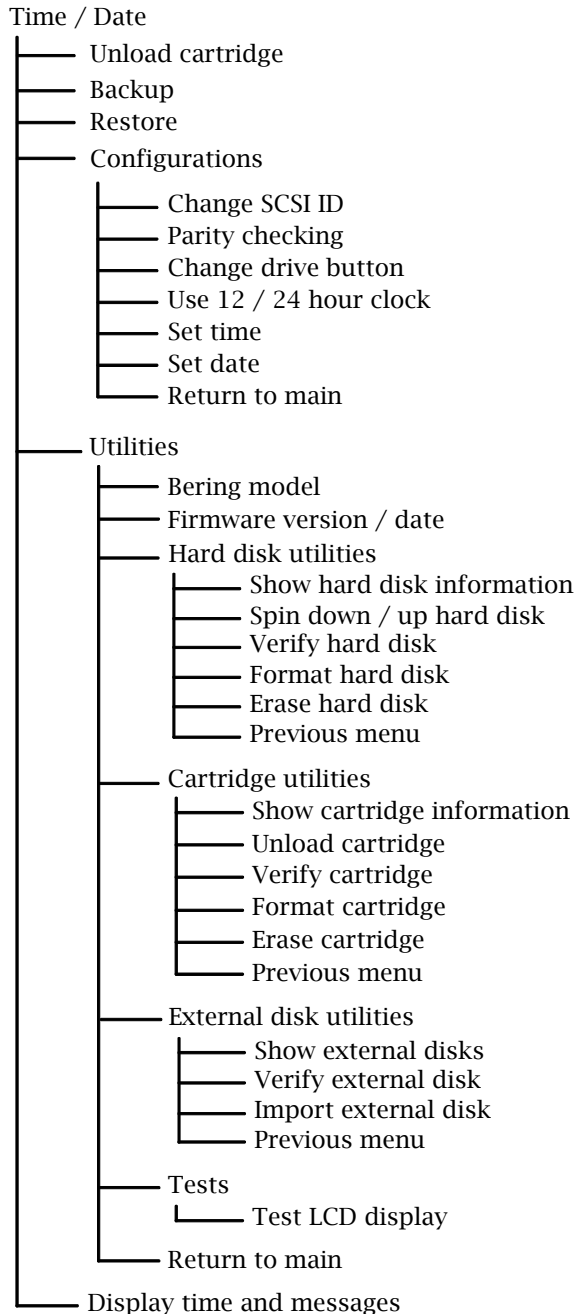 Time / Date
Unload cartridge
Backup
Restore
Configurations
Change SCSI ID
Parity checking
Change drive button
Use 12 / 24 hour clock
Set time
Set date
Return to main
Utilities
Bering model
Firmware version / date
Hard disk utilities
Show hard disk information
Spin down / up hard disk
Verify hard disk
Format hard disk
Erase hard disk
Previous menu
Cartridge utilities
Show cartridge information
Unload cartridge
Verify cartridge
Format cartridge
Erase cartridge
Previous menu
External disk utilities
Show external disks
Verify external disk
Import external disk
Previous menu
Tests
Test LCD display
Return to main
Display time and messages